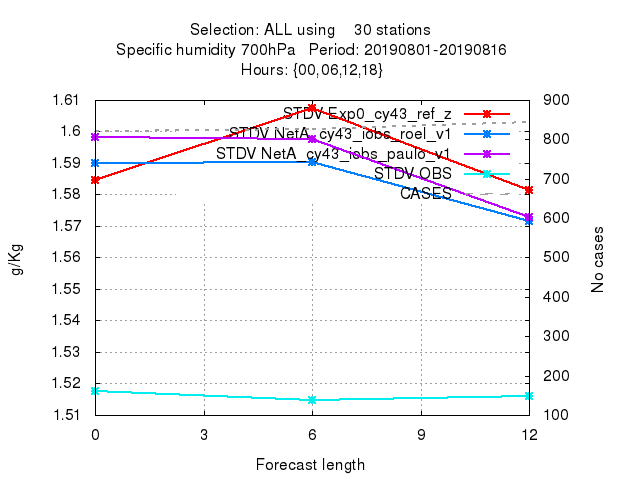 Selection: ALL using    30 stations
Specific humidity 700hPa   Period: 20190801-20190816
Hours: {00,06,12,18}
1.61
1.6
1.59
1.58
1.57
1.56
1.55
1.54
1.53
1.52
1.51
900
800
700
600
500
400
300
200
100
g/Kg
No cases
STDV Exp0_cy43_ref_z
STDV NetA_cy43_iobs_roel_v1
STDV NetA_cy43_iobs_paulo_v1
STDV OBS
CASES
0 3 6 9 12
Forecast length